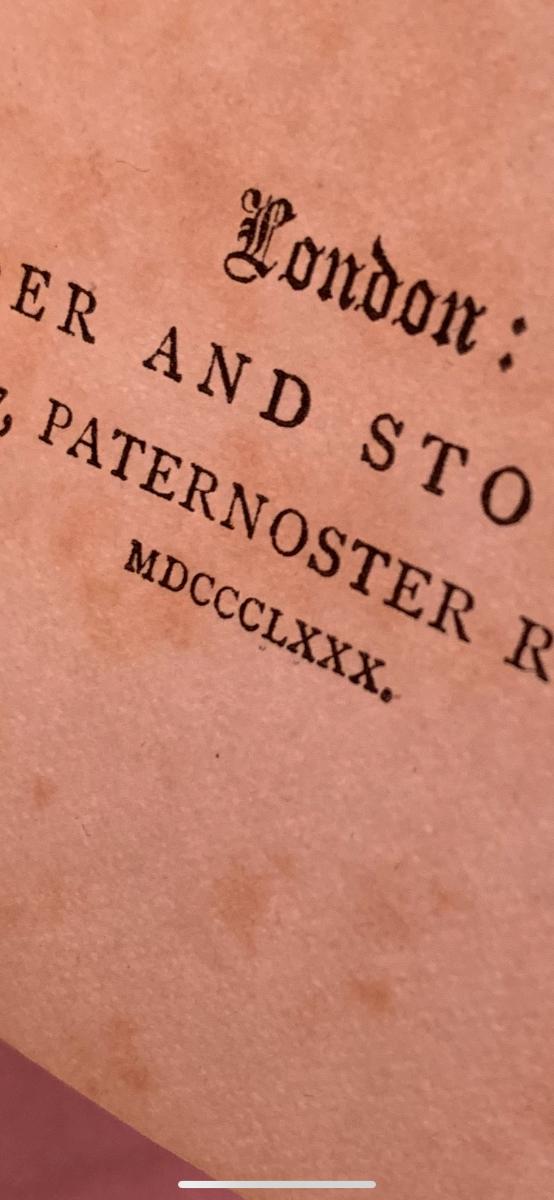 London:
ER AND STO
, PATERNOSTER R
MDCCCLXXX.